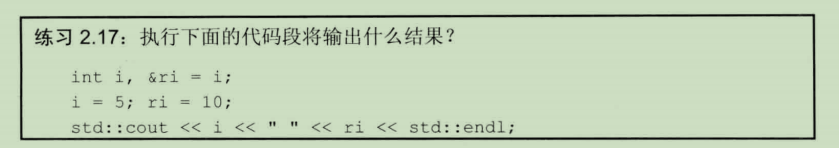 练习 2.17：执行下面的代码段将输出什么结果？
int i, &ri = i;
i = 5; ri = 10;
std::cout << i << " " << ri << std::endl;